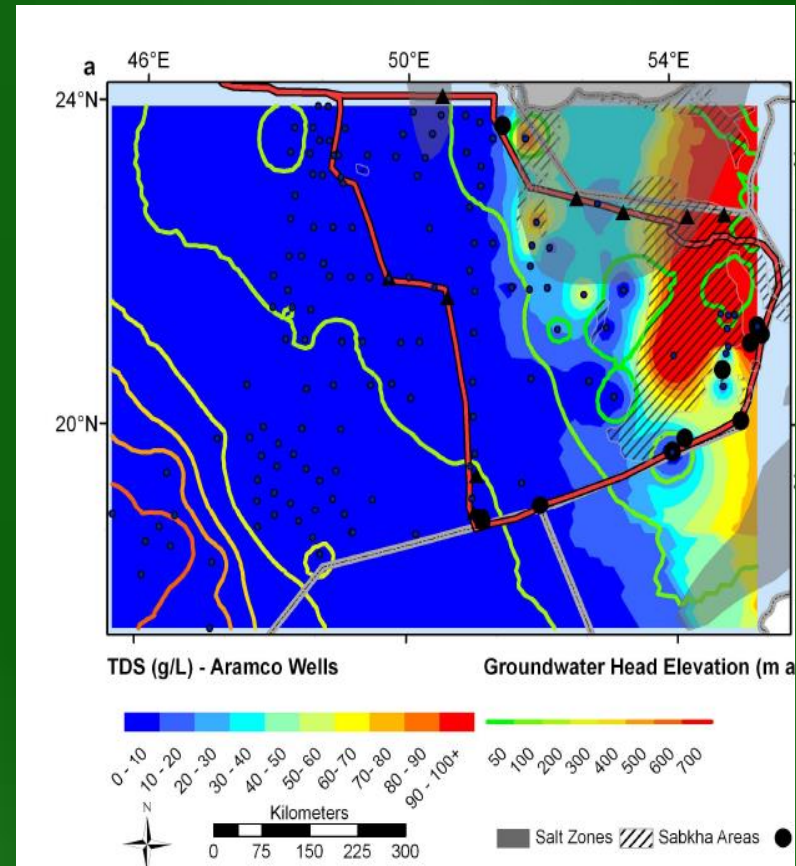 46°E 50°E 54°E
a
24°N
20°N
TDS (g/L) - Aramco Wells
Groundwater Head Elevation (m a
0 - 10
10 - 20
20 - 30
30 - 40
40 - 50
50 - 60
60 - 70
70 - 80
80 - 90
90 - 100+
50
100
200
300
400
500
600
700
N
Kilometers
0 75 150 225 300
Salt Zones
Sabkha Areas